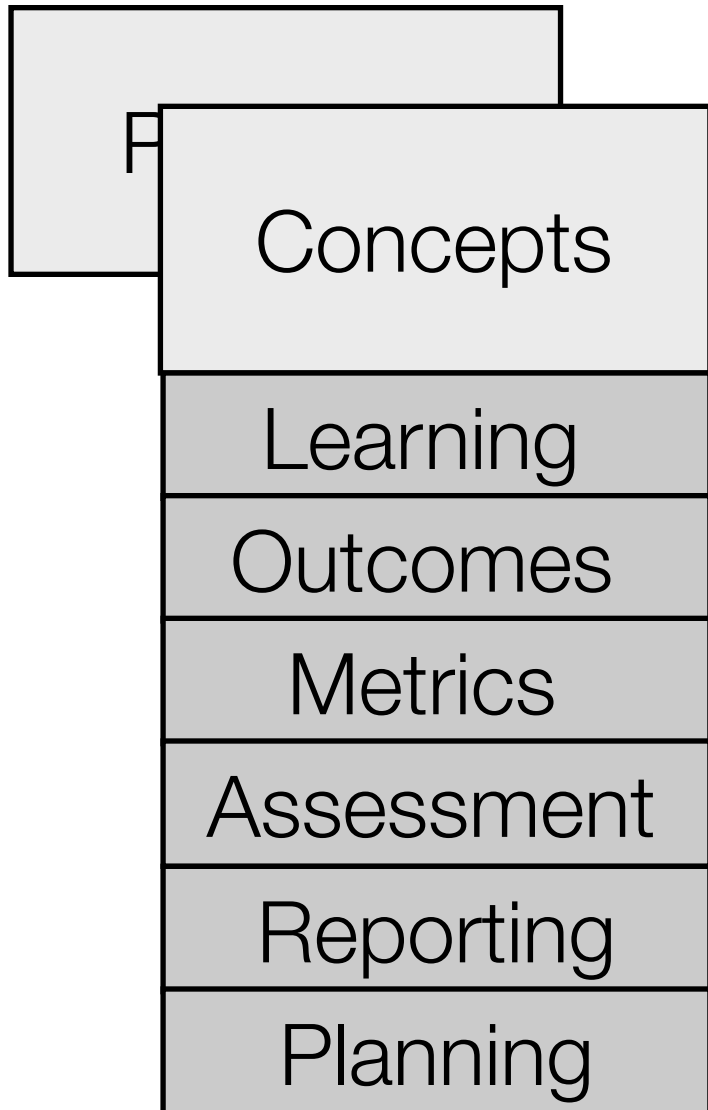 Concepts
Learning
Outcomes
Metrics
Assessment
Reporting
Planning